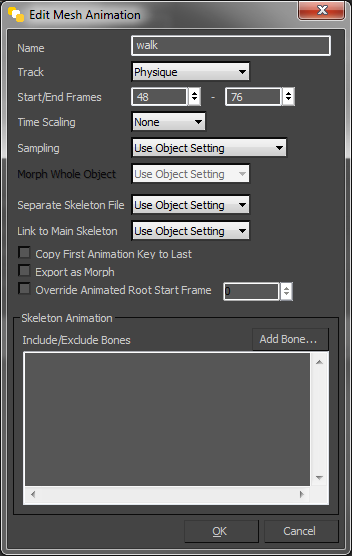 Edit Mesh Animation
Name walk
Track Physique
Start/End Frames 48 - 76
Time Scaling None
Sampling Use Object Setting
Morph Whole Object Use Object Setting
Separate Skeleton File Use Object Setting
Link to Main Skeleton Use Object Setting
Copy First Animation Key to Last
Export as Morph
Override Animated Root Start Frame 0
Skeleton Animation
Include/Exclude Bones Add Bone...
OK Cancel